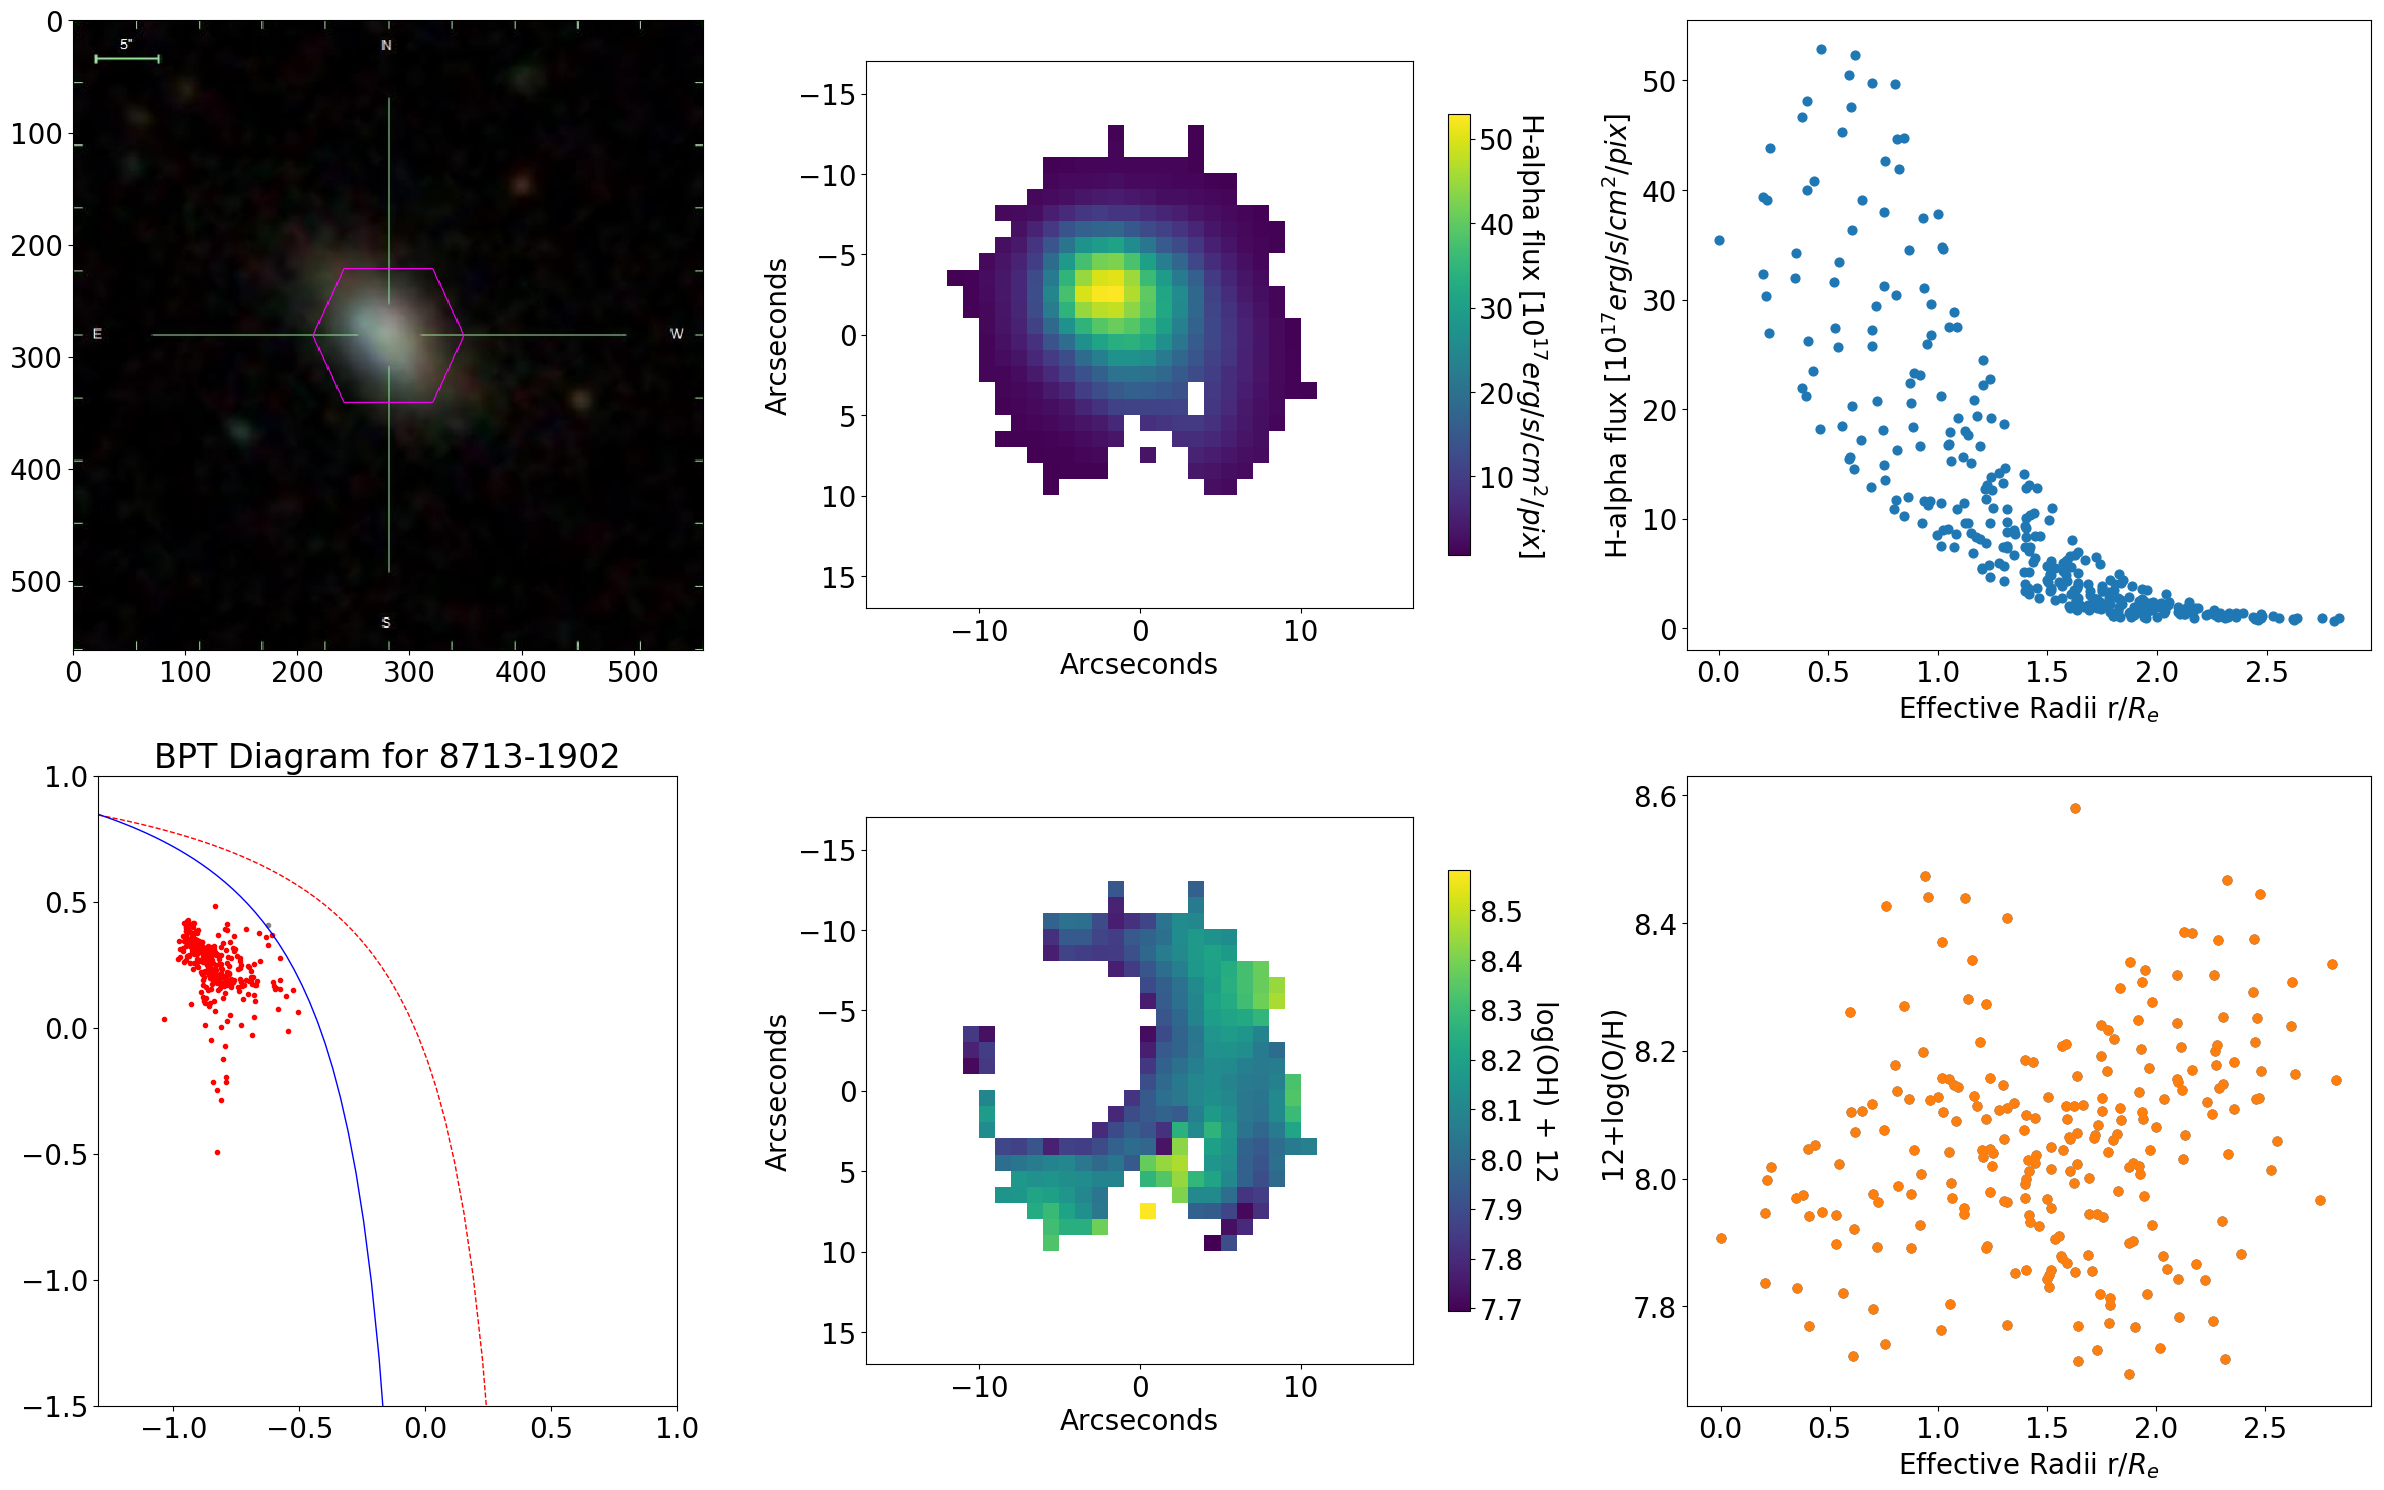 0
100
200
300
400
500
0 100 200 300 400 500
5"
N
E
W
S
−15
−10
−5
0
5
10
15
−10 0 10
Arcseconds
Arcseconds
50
40
30
20
10
H-alpha flux [10^17 erg/s/cm^2/pix]
50
40
30
20
10
0
H-alpha flux [10^17 erg/s/cm^2/pix]
0.0 0.5 1.0 1.5 2.0 2.5
Effective Radii r/R_e
BPT Diagram for 8713-1902
1.0
0.5
0.0
−0.5
−1.0
−1.5
−1.0 −0.5 0.0 0.5 1.0
−15
−10
−5
0
5
10
15
−10 0 10
Arcseconds
Arcseconds
8.5
8.4
8.3
8.2
8.1
8.0
7.9
7.8
7.7
log(OH) + 12
8.6
8.4
8.2
8.0
7.8
12+log(O/H)
0.0 0.5 1.0 1.5 2.0 2.5
Effective Radii r/R_e